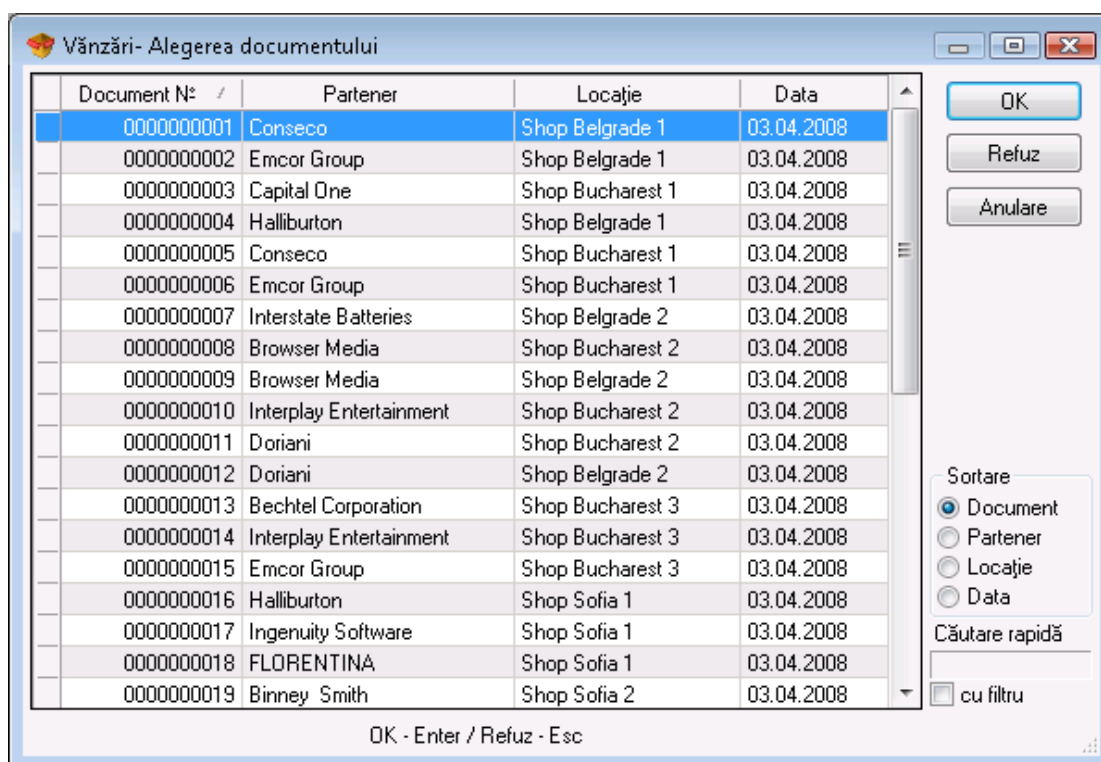 Vănzări- Alegerea documentului
Document Nº Partener Locaţie Data
0000000001 Conseco Shop Belgrade 1 03.04.2008
0000000002 Emcor Group Shop Belgrade 1 03.04.2008
0000000003 Capital One Shop Bucharest 1 03.04.2008
0000000004 Halliburton Shop Belgrade 1 03.04.2008
0000000005 Conseco Shop Bucharest 1 03.04.2008
0000000006 Emcor Group Shop Bucharest 1 03.04.2008
0000000007 Interstate Batteries Shop Belgrade 2 03.04.2008
0000000008 Browser Media Shop Bucharest 2 03.04.2008
0000000009 Browser Media Shop Belgrade 2 03.04.2008
0000000010 Interplay Entertainment Shop Bucharest 2 03.04.2008
0000000011 Doriani Shop Bucharest 2 03.04.2008
0000000012 Doriani Shop Belgrade 2 03.04.2008
0000000013 Bechtel Corporation Shop Bucharest 3 03.04.2008
0000000014 Interplay Entertainment Shop Bucharest 3 03.04.2008
0000000015 Emcor Group Shop Bucharest 3 03.04.2008
0000000016 Halliburton Shop Sofia 1 03.04.2008
0000000017 Ingenuity Software Shop Sofia 1 03.04.2008
0000000018 FLORENTINA Shop Sofia 1 03.04.2008
0000000019 Binney Smith Shop Sofia 2 03.04.2008
OK
Refuz
Anulare
Sortare
Document
Partener
Locaţie
Data
Căutare rapidă
cu filtru
OK - Enter / Refuz - Esc